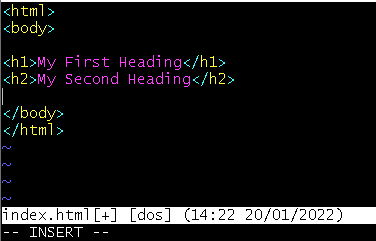 <html>
<body>
<h1>My First Heading</h1>
<h2>My Second Heading</h2>
</body>
</html>
~
~
~
~
index.html[+] [dos] (14:22 20/01/2022)
-- INSERT --